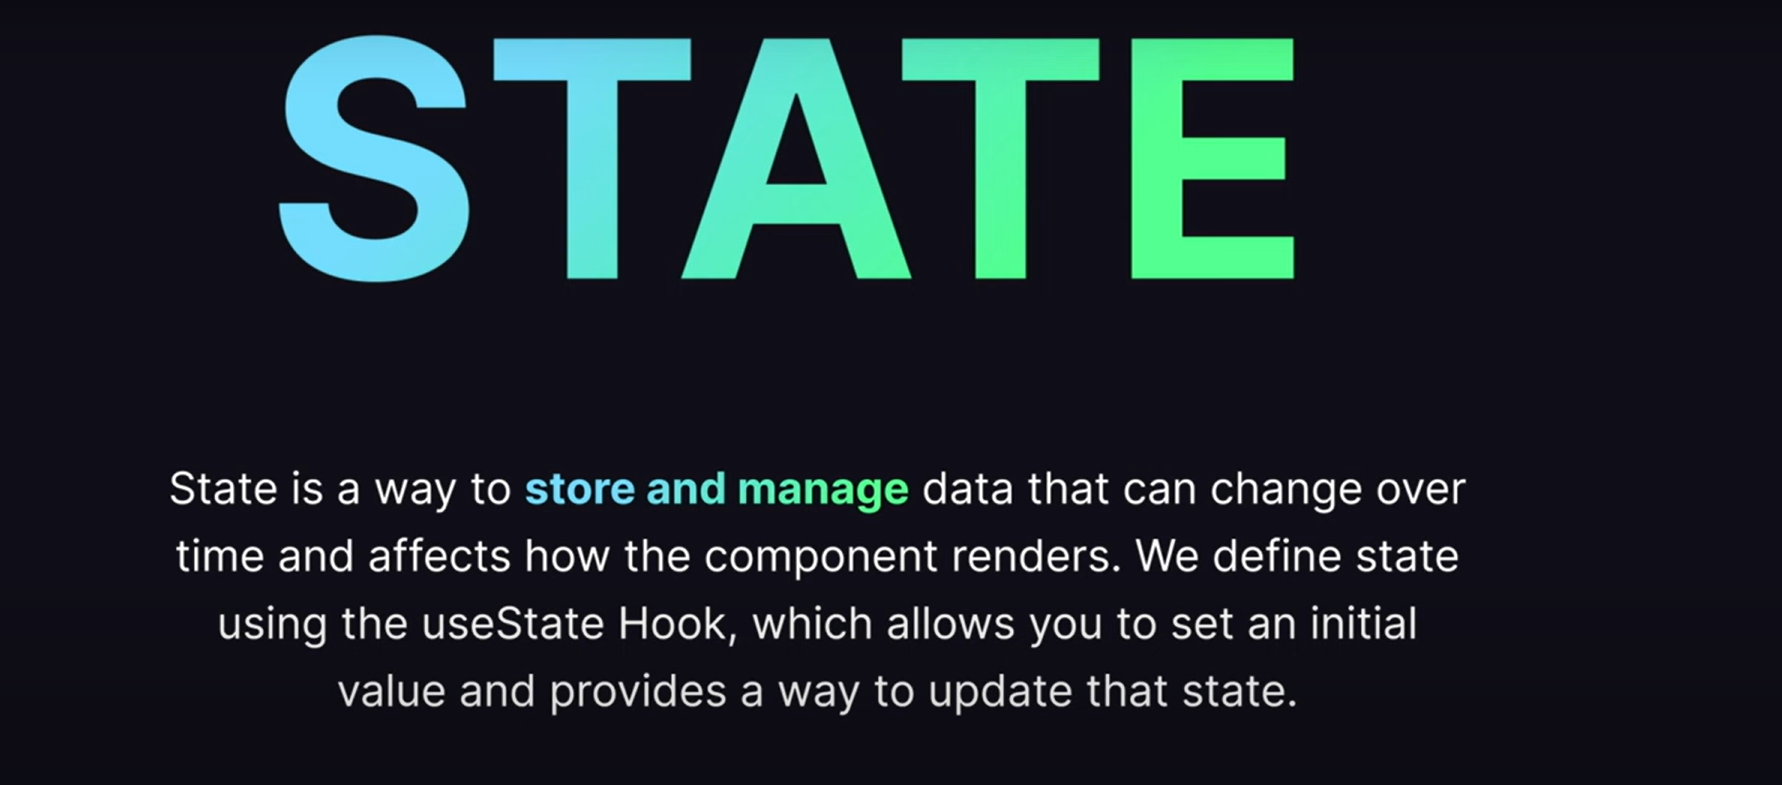 STATE
State is a way to store and manage data that can change over
time and affects how the component renders. We define state
using the useState Hook, which allows you to set an initial
value and provides a way to update that state.